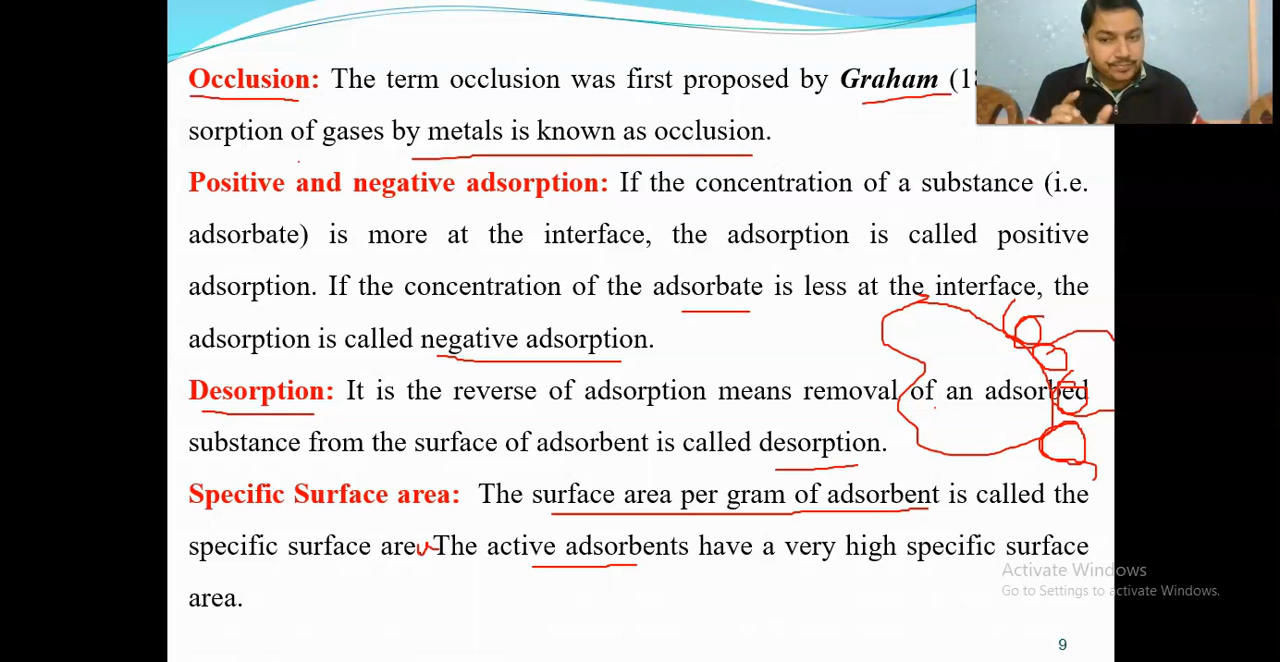 Occlusion: The term occlusion was first proposed by Graham (1
sorption of gases by metals is known as occlusion.
Positive and negative adsorption: If the concentration of a substance (i.e.
adsorbate) is more at the interface, the adsorption is called positive
adsorption. If the concentration of the adsorbate is less at the interface, the
adsorption is called negative adsorption.
Desorption: It is the reverse of adsorption means removal of an adsorbed
substance from the surface of adsorbent is called desorption.
Specific Surface area: The surface area per gram of adsorbent is called the
specific surface area. The active adsorbents have a very high specific surface
area.
Activate Windows
Go to Settings to activate Windows.
9